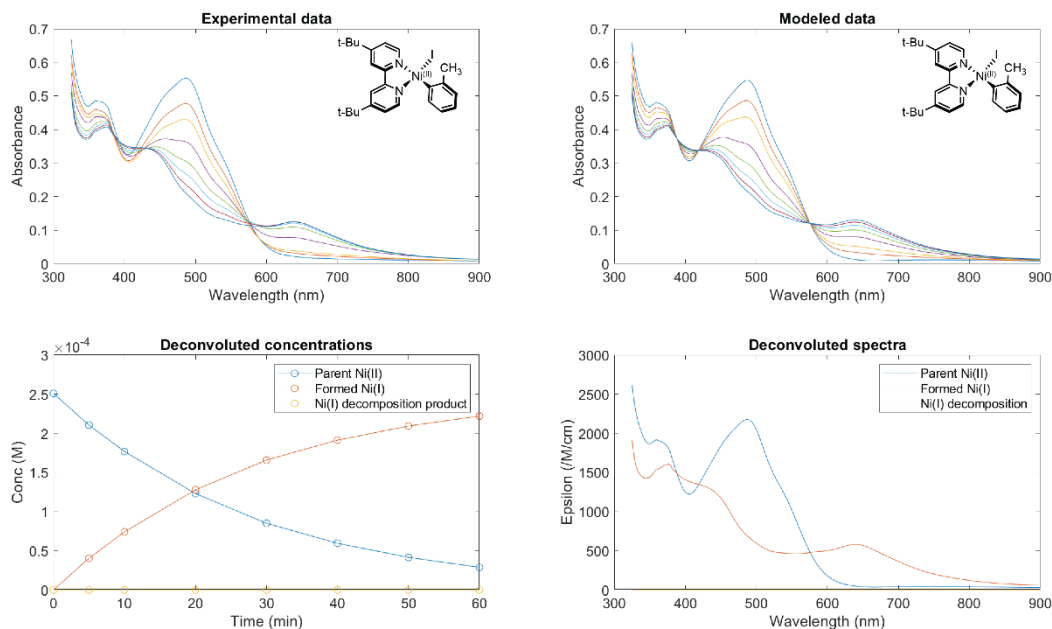 Experimental data
0.7
0.6
0.5
0.4
0.3
0.2
0.1
0
Absorbance
300 400 500 600 700 800 900
Wavelength (nm)
t-Bu
N
I
Ni(II)
CH3
N
t-Bu
Modeled data
0.7
0.6
0.5
0.4
0.3
0.2
0.1
0
Absorbance
300 400 500 600 700 800 900
Wavelength (nm)
t-Bu
N
I
Ni(II)
CH3
N
t-Bu
Deconvoluted concentrations
×10-4
3
2.5
2
1.5
1
0.5
0
Conc (M)
0 10 20 30 40 50 60
Time (min)
Parent Ni(II)
Formed Ni(I)
Ni(I) decomposition product
Deconvoluted spectra
3000
2500
2000
1500
1000
500
0
Epsilon (/M/cm)
300 400 500 600 700 800 900
Wavelength (nm)
Parent Ni(II)
Formed Ni(I)
Ni(I) decomposition